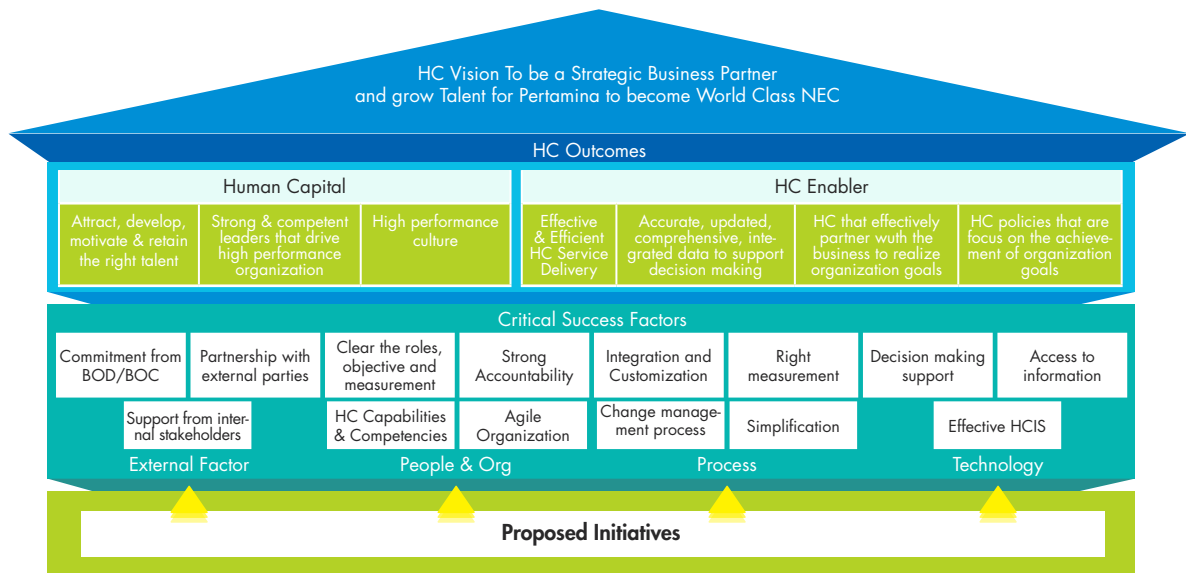 HC Vision To be a Strategic Business Partner
and grow Talent for Pertamina to become World Class NEC
HC Outcomes
Human Capital
Attract, develop,
motivate & retain
the right talent
Strong & competent
leaders that drive
high performance
organization
High performance
culture
HC Enabler
Effective
& Efficient
HC Service
Delivery
Accurate, updated,
comprehensive, inte-
grated data to support
decision making
HC that effectively
partner wuth the
business to realize
organization goals
HC policies that are
focus on the achieve-
ment of organization
goals
Critical Success Factors
Commitment from
BOD/BOC
Partnership with
external parties
Support from inter-
nal stakeholders
External Factor
Clear the roles,
objective and
measurement
Strong
Accountability
HC Capabilities
& Competencies
Agile
Organization
People & Org
Integration and
Customization
Right
measurement
Change manage-
ment process
Simplification
Process
Decision making
support
Access to
information
Effective HCIS
Technology
Proposed Initiatives